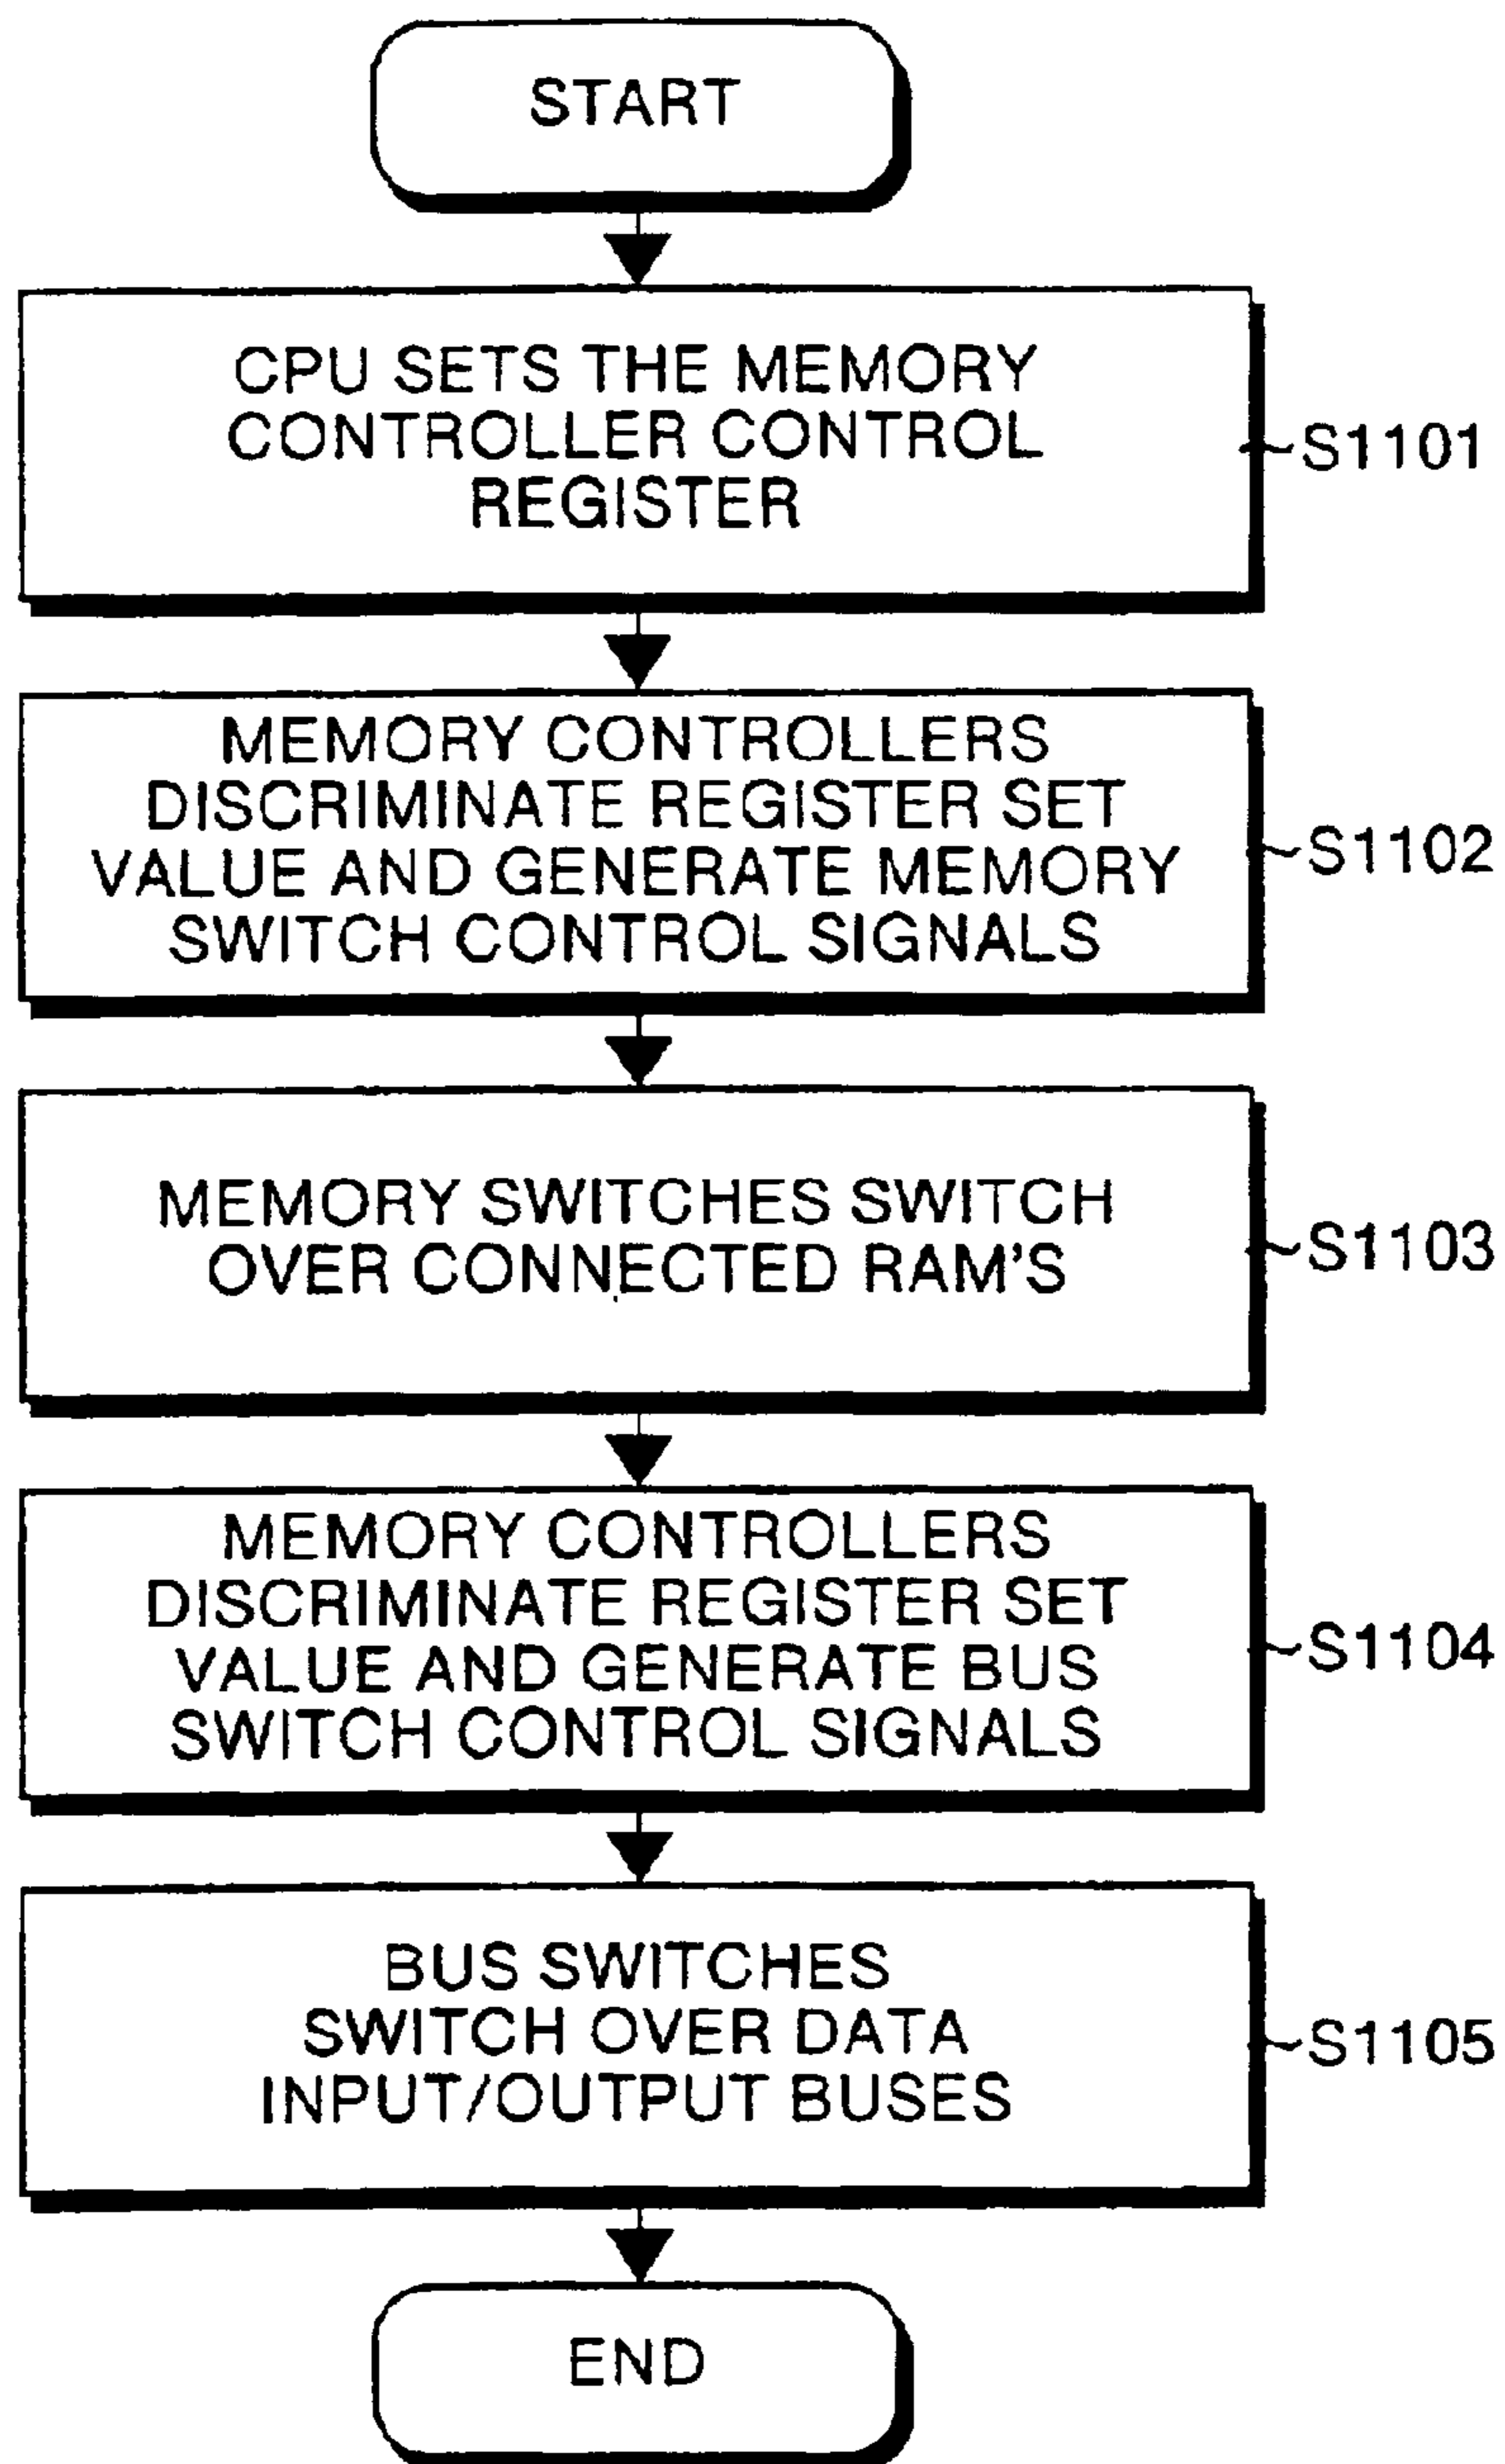 START
CPU SETS THE MEMORY
CONTROLLER CONTROL
REGISTER
S1101
MEMORY CONTROLLERS
DISCRIMINATE REGISTER SET
VALUE AND GENERATE MEMORY
SWITCH CONTROL SIGNALS
S1102
MEMORY SWITCHES SWITCH
OVER CONNECTED RAM'S
S1103
MEMORY CONTROLLERS
DISCRIMINATE REGISTER SET
VALUE AND GENERATE BUS
SWITCH CONTROL SIGNALS
S1104
BUS SWITCHES
SWITCH OVER DATA
INPUT/OUTPUT BUSES
S1105
END